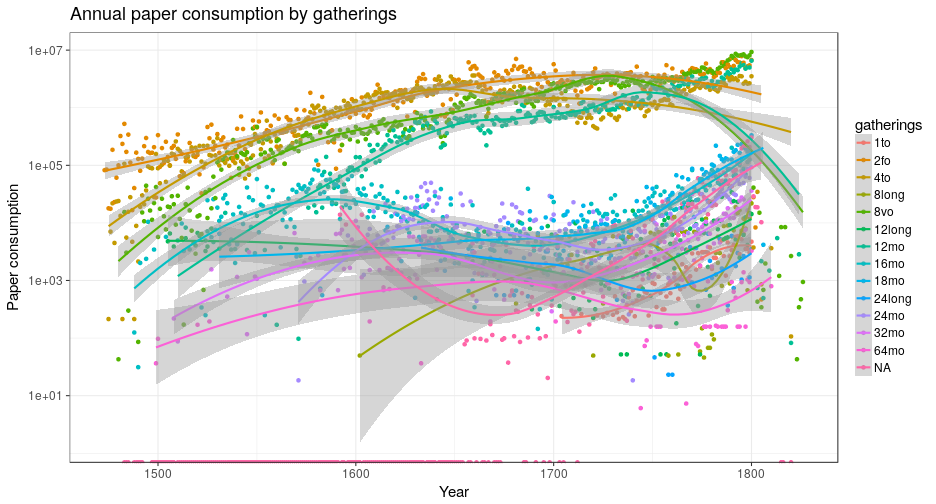 Annual paper consumption by gatherings
1e+07
1e+05
1e+03
1e+01
Paper consumption
1500
1600
1700
1800
Year
gatherings
1to
2fo
4to
8long
8vo
12long
12mo
16mo
18mo
24long
24mo
32mo
64mo
NA